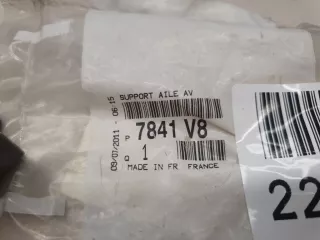 SUPPORT AILE AV
09/07/2011 - 06:15
P 7841 V8
Q 1
MADE IN FR FRANCE
22